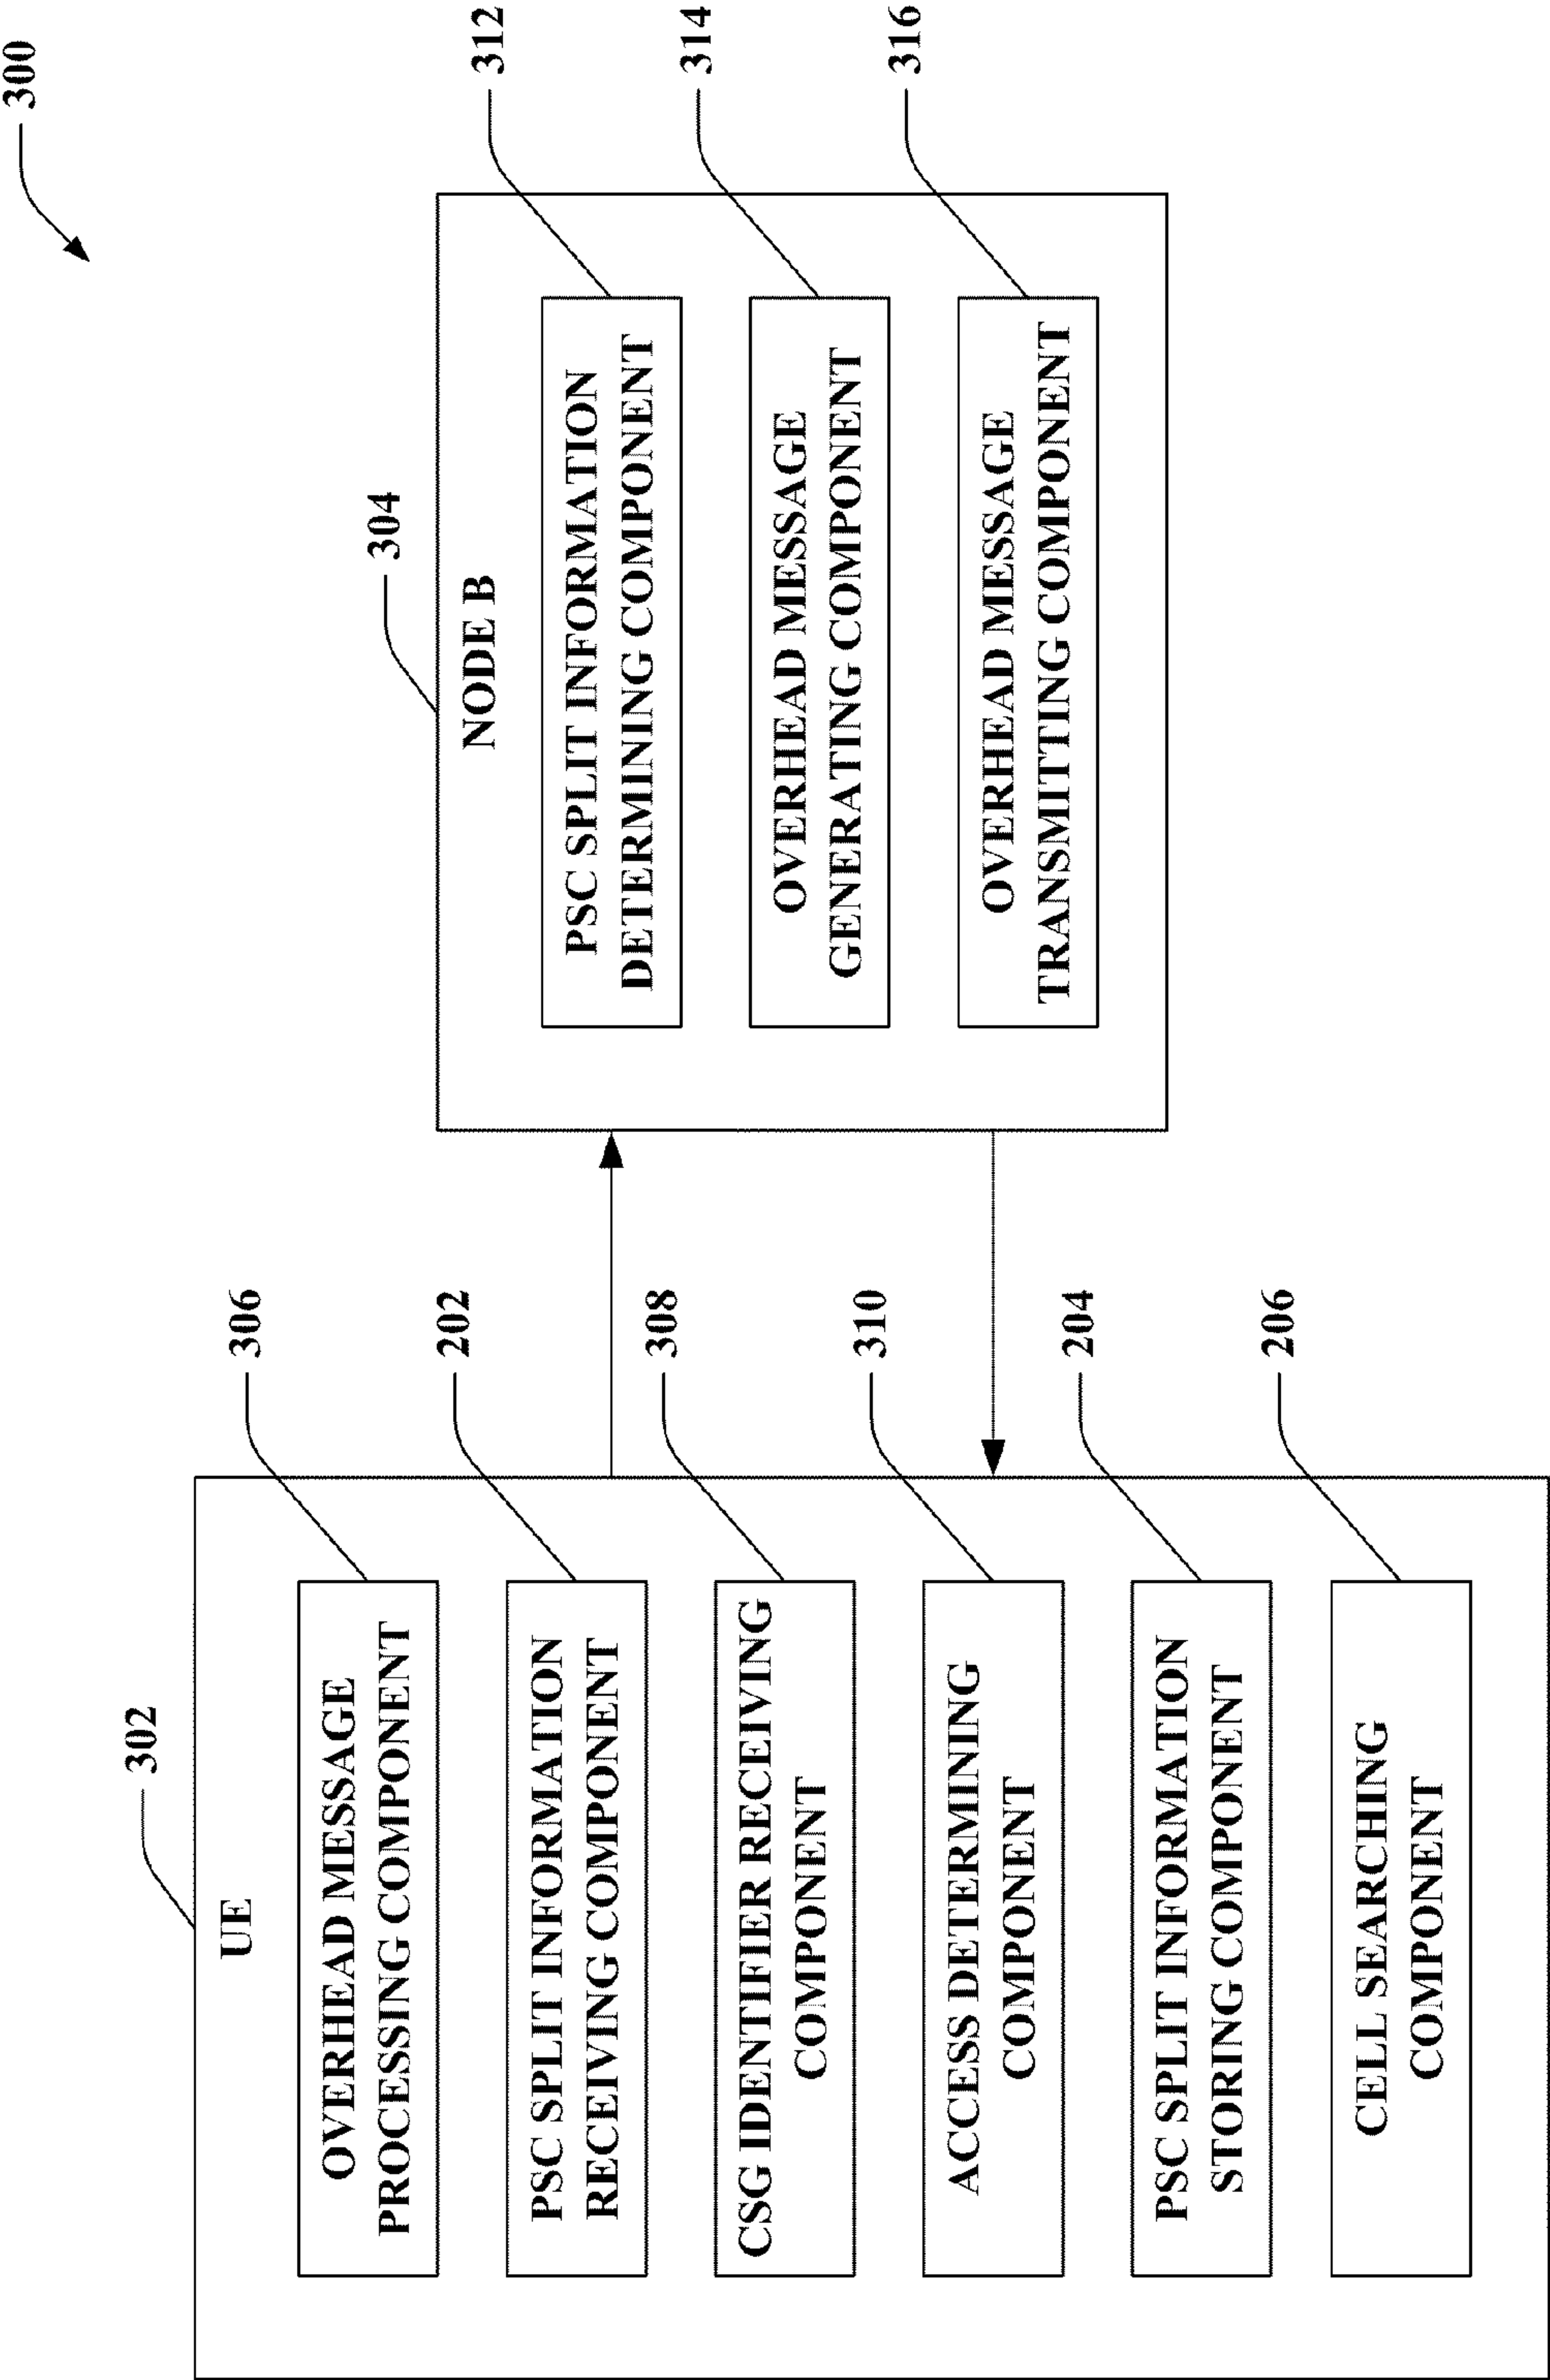 300
302
UE
OVERHEAD MESSAGE
PROCESSING COMPONENT
306
PSC SPLIT INFORMATION
RECEIVING COMPONENT
202
CSG IDENTIFIER RECEIVING
COMPONENT
308
ACCESS DETERMINING
COMPONENT
310
PSC SPLIT INFORMATION
STORING COMPONENT
204
CELL SEARCHING
COMPONENT
206
304
NODE B
PSC SPLIT INFORMATION
DETERMINING COMPONENT
312
OVERHEAD MESSAGE
GENERATING COMPONENT
314
OVERHEAD MESSAGE
TRANSMITTING COMPONENT
316